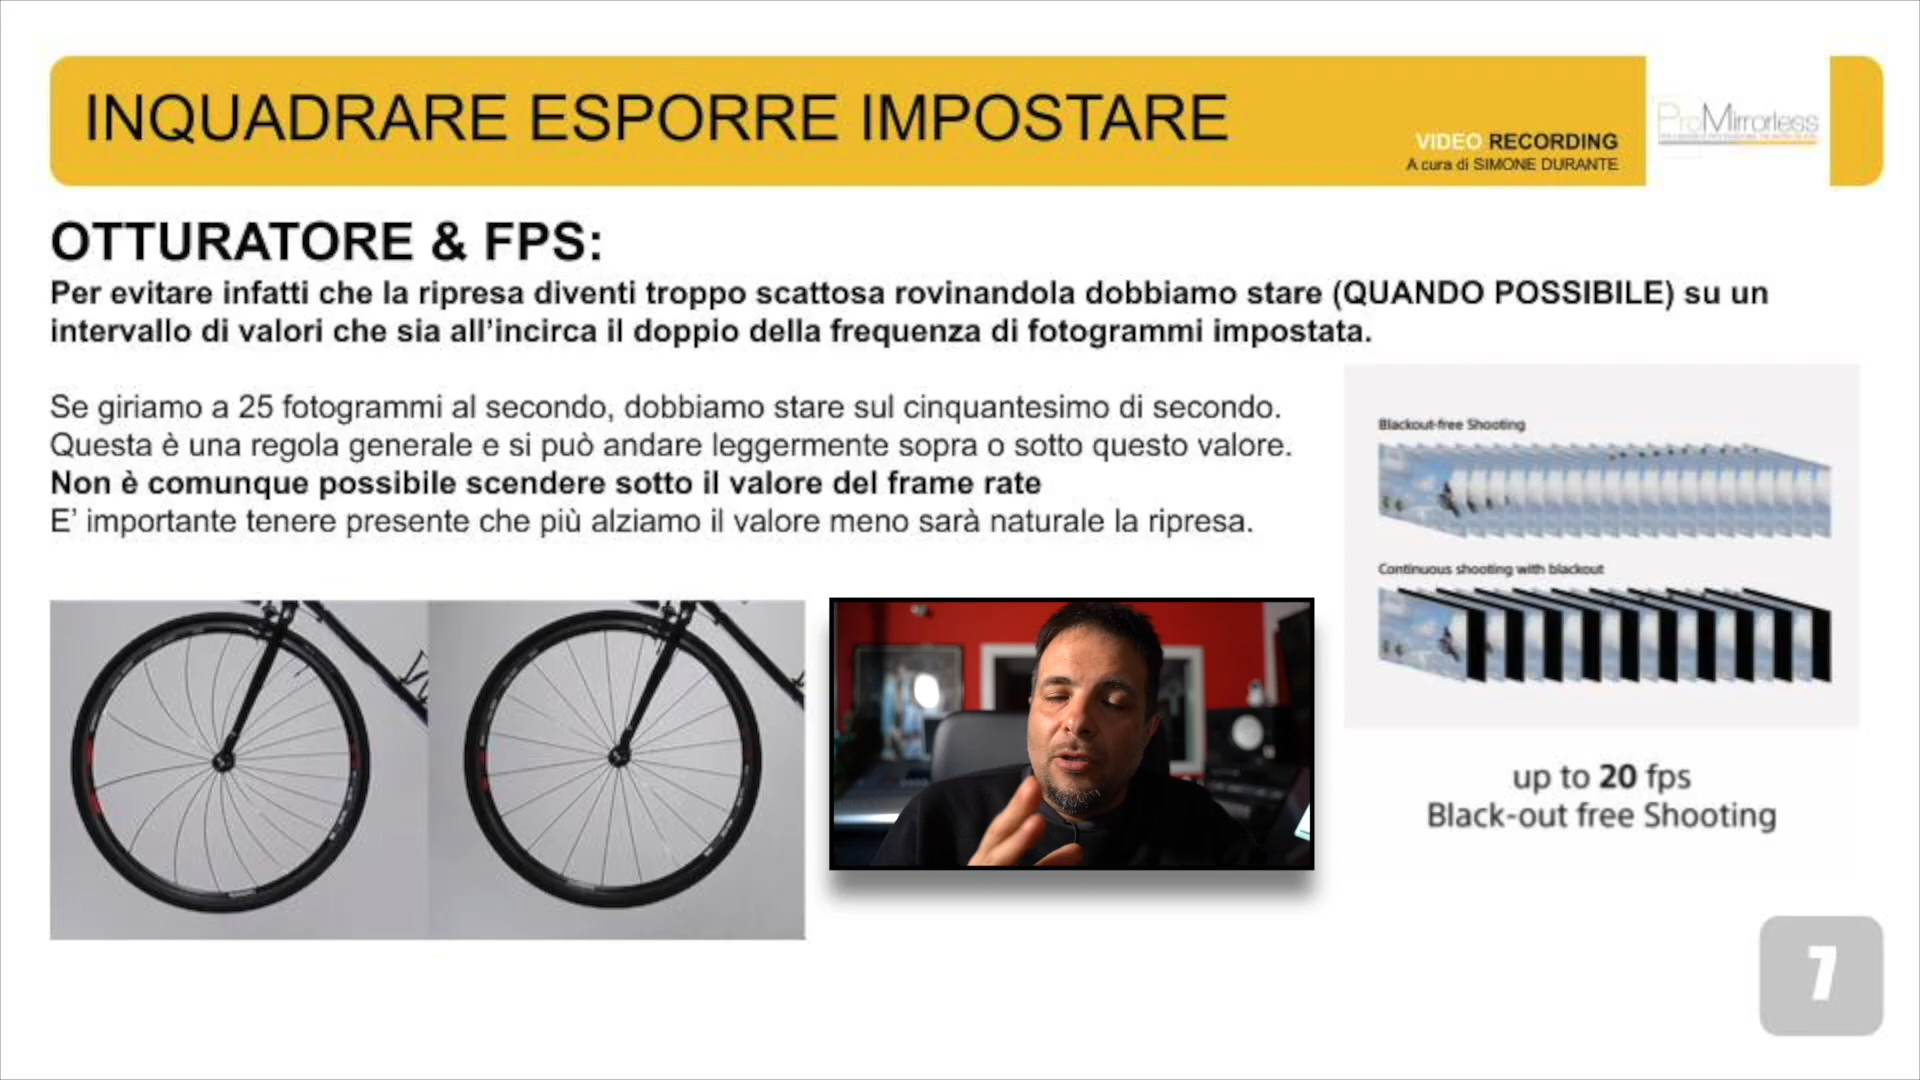 INQUADRARE ESPORRE IMPOSTARE
VIDEO RECORDING
A cura di SIMONE DURANTE
ProMirrorless
OTTURATORE & FPS:
Per evitare infatti che la ripresa diventi troppo scattosa rovinandola dobbiamo stare (QUANDO POSSIBILE) su un
intervallo di valori che sia all’incirca il doppio della frequenza di fotogrammi impostata.
Se giriamo a 25 fotogrammi al secondo, dobbiamo stare sul cinquantesimo di secondo.
Questa è una regola generale e si può andare leggermente sopra o sotto questo valore.
Non è comunque possibile scendere sotto il valore del frame rate
E’ importante tenere presente che più alziamo il valore meno sarà naturale la ripresa.
Blackout-free Shooting
Continuous shooting with blackout
up to 20 fps
Black-out free Shooting
7